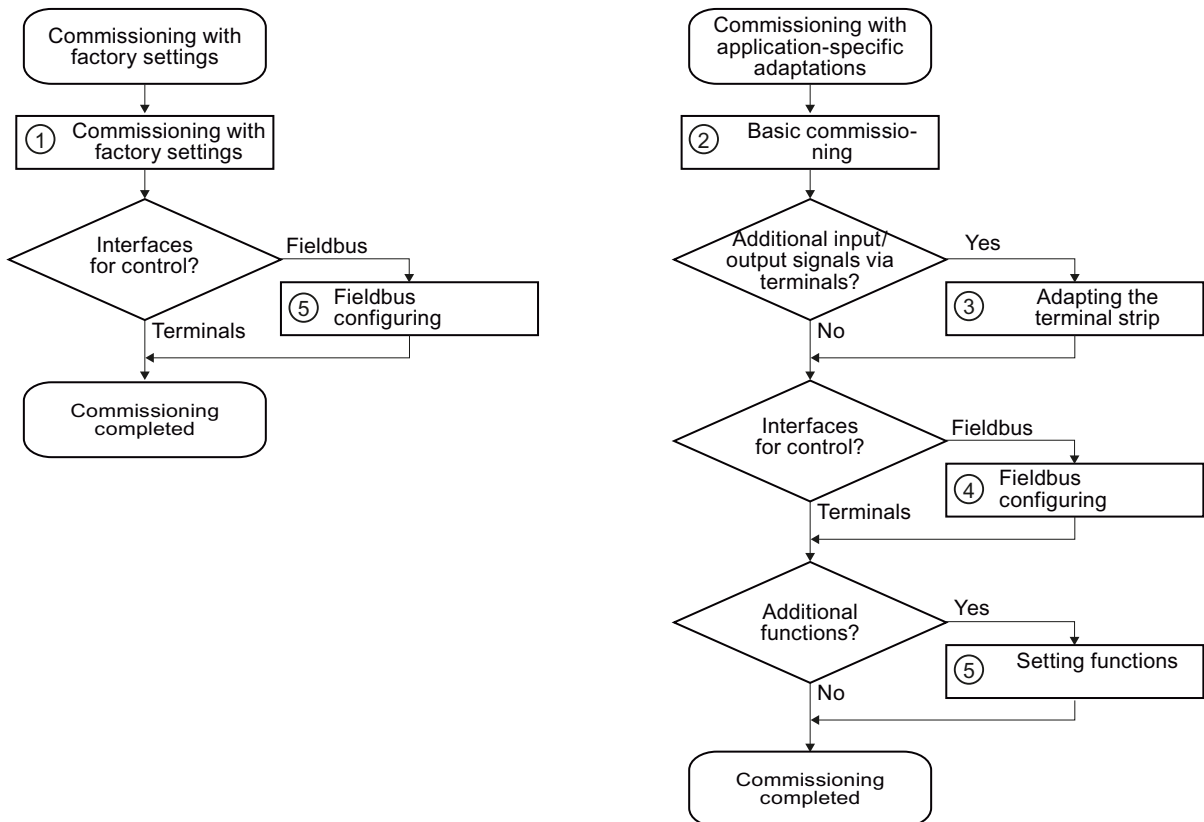 Commissioning with
factory settings
1 Commissioning with
factory settings
Interfaces
for control?
Fieldbus
5 Fieldbus
configuring
Terminals
Commissioning
completed
Commissioning with
application-specific
adaptations
2 Basic commissio-
ning
Additional input/
output signals via
terminals?
Yes
3 Adapting the
terminal strip
No
Interfaces
for control?
Fieldbus
4 Fieldbus
configuring
Terminals
Additional
functions?
Yes
5 Setting functions
No
Commissioning
completed